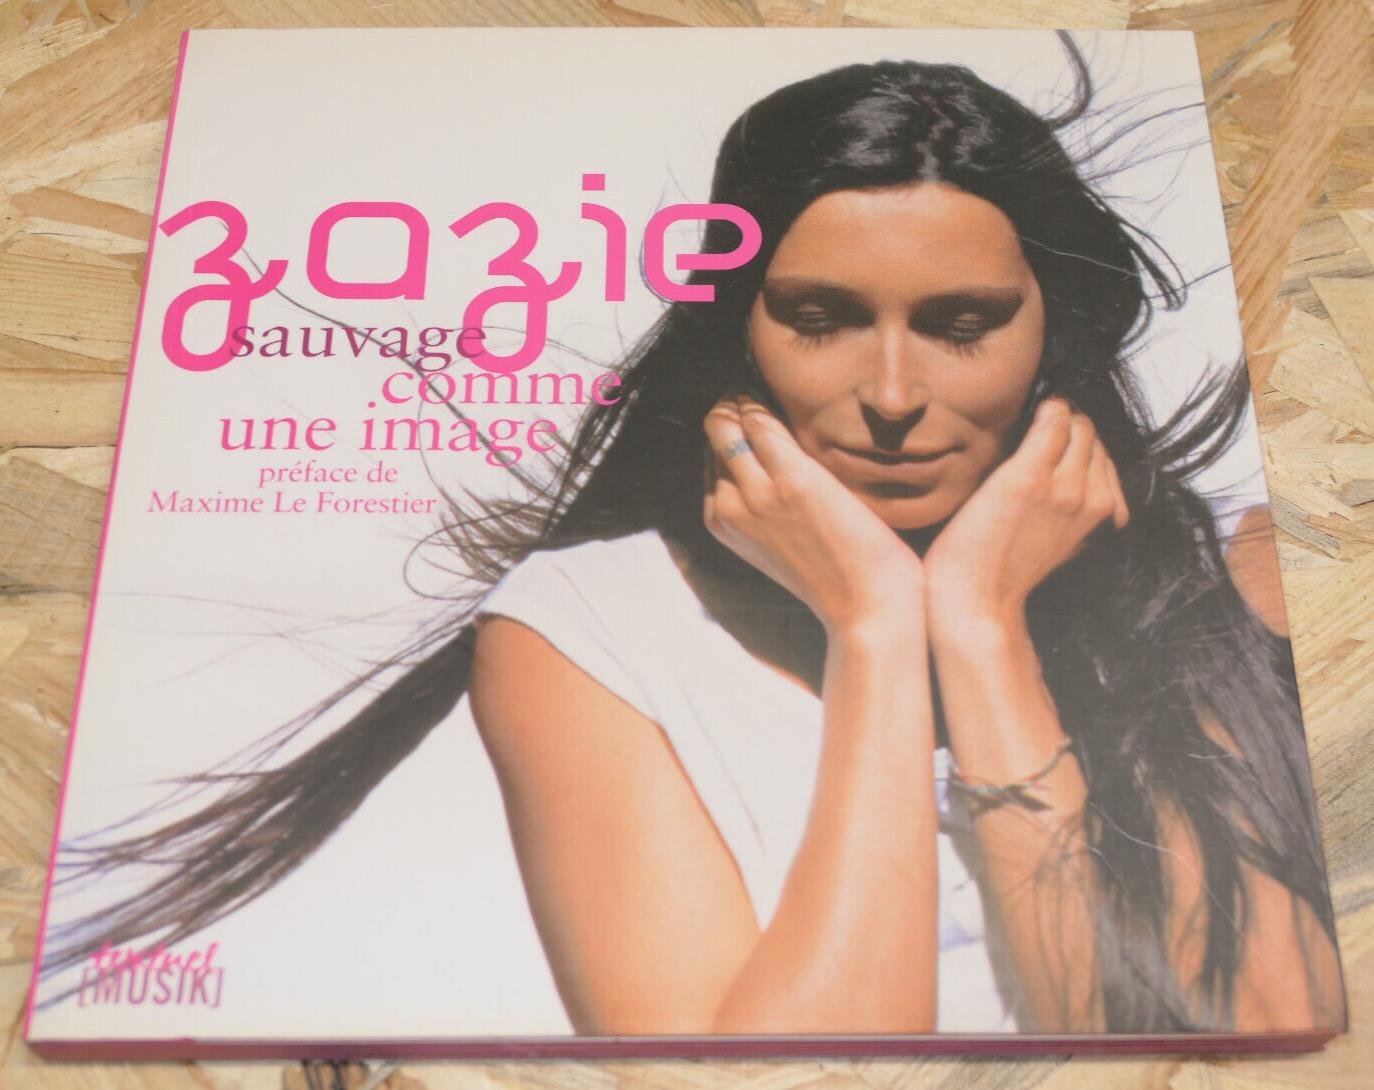 zazie
sauvage
comme
une image
préface de
Maxime Le Forestier
textuel
[MUSIK]